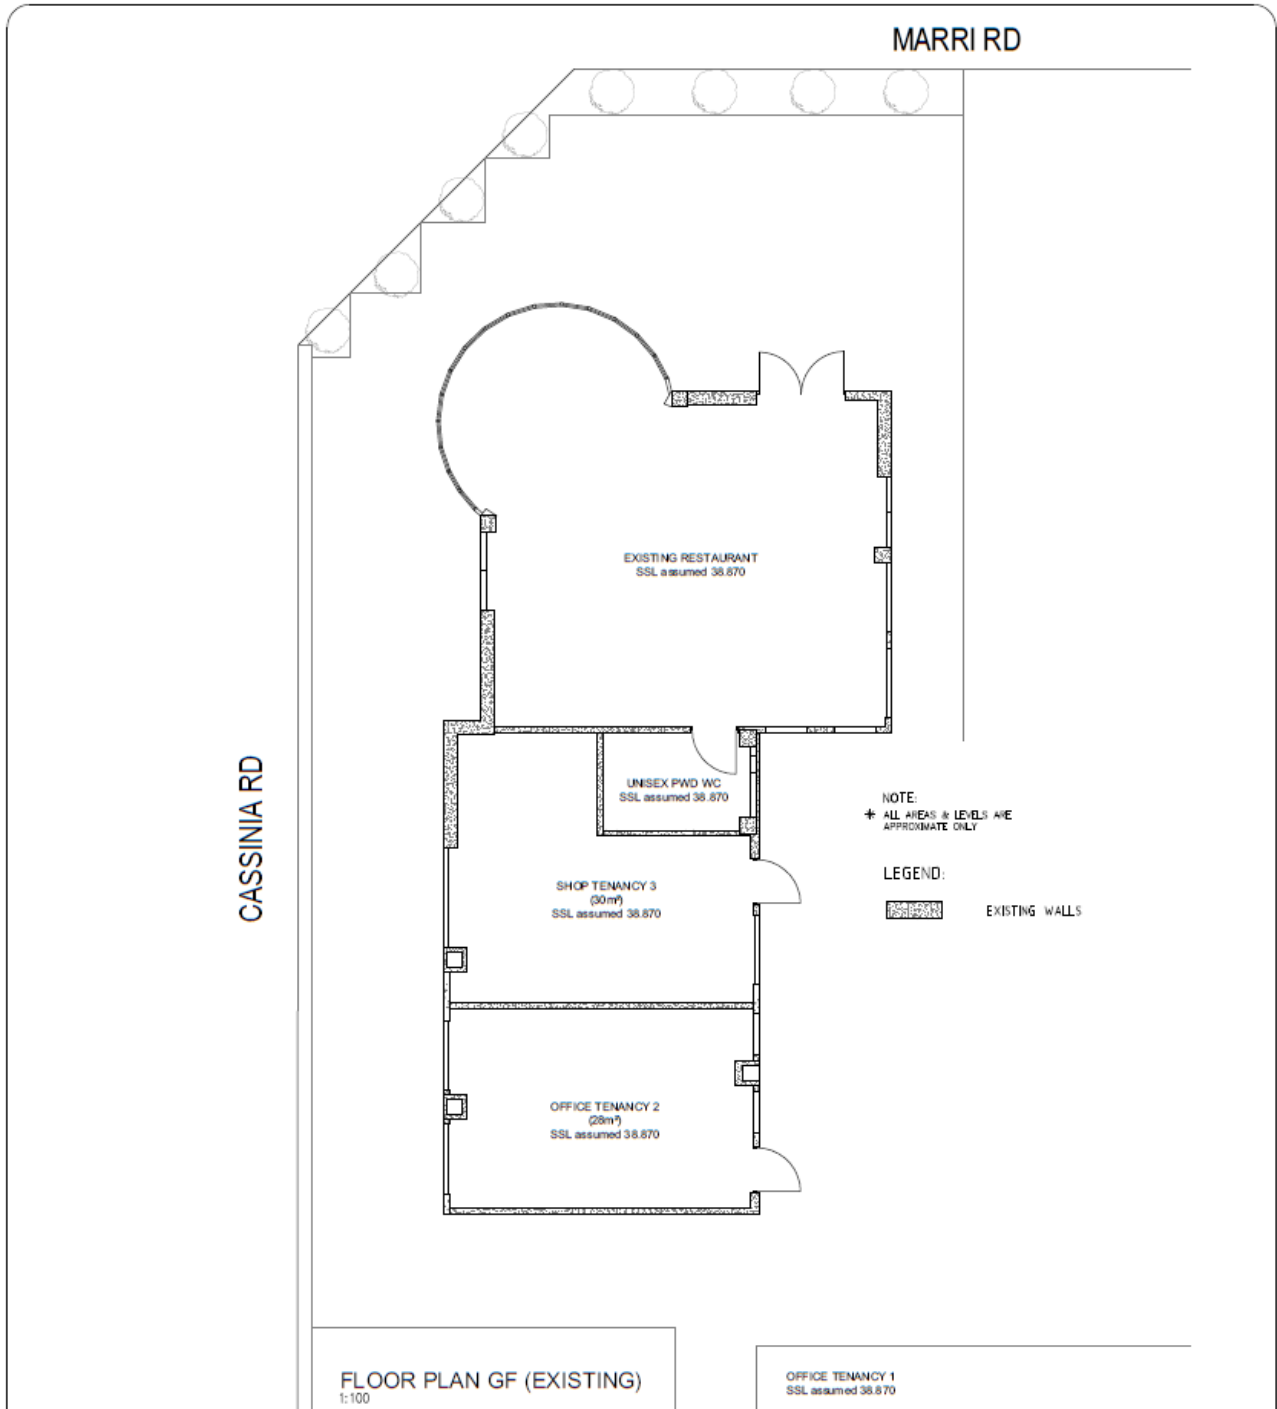 MARRI RD
EXISTING RESTAURANT
SSL assumed 38.870
CASSINIA RD
UNISEX PWD WC
SSL assumed 38.870
NOTE:
* ALL AREAS & LEVELS ARE
APPROXIMATE ONLY
LEGEND:
EXISTING WALLS
SHOP TENANCY 3
(30m²)
SSL assumed 38.870
OFFICE TENANCY 2
(28m²)
SSL assumed 38.870
FLOOR PLAN GF (EXISTING)
1:100
OFFICE TENANCY 1
SSL assumed 38.870